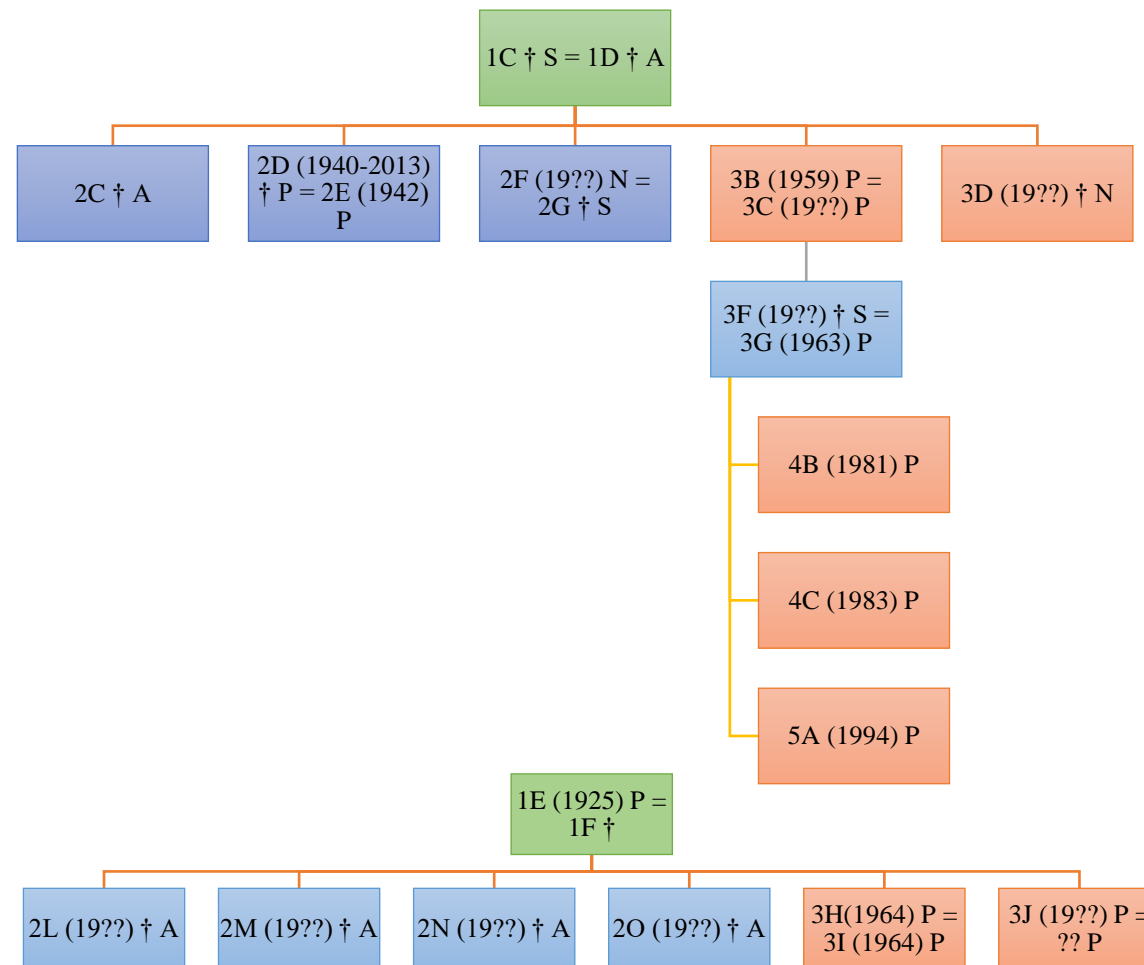 1C † S = 1D † A
2C † A
2D (1940-2013)
† P = 2E (1942)
P
2F (19??) N =
2G † S
3B (1959) P =
3C (19??) P
3D (19??) † N
3F (19??) † S =
3G (1963) P
4B (1981) P
4C (1983) P
5A (1994) P
1E (1925) P =
1F †
2L (19??) † A
2M (19??) † A
2N (19??) † A
2O (19??) † A
3H(1964) P =
3I (1964) P
3J (19??) P =
?? P